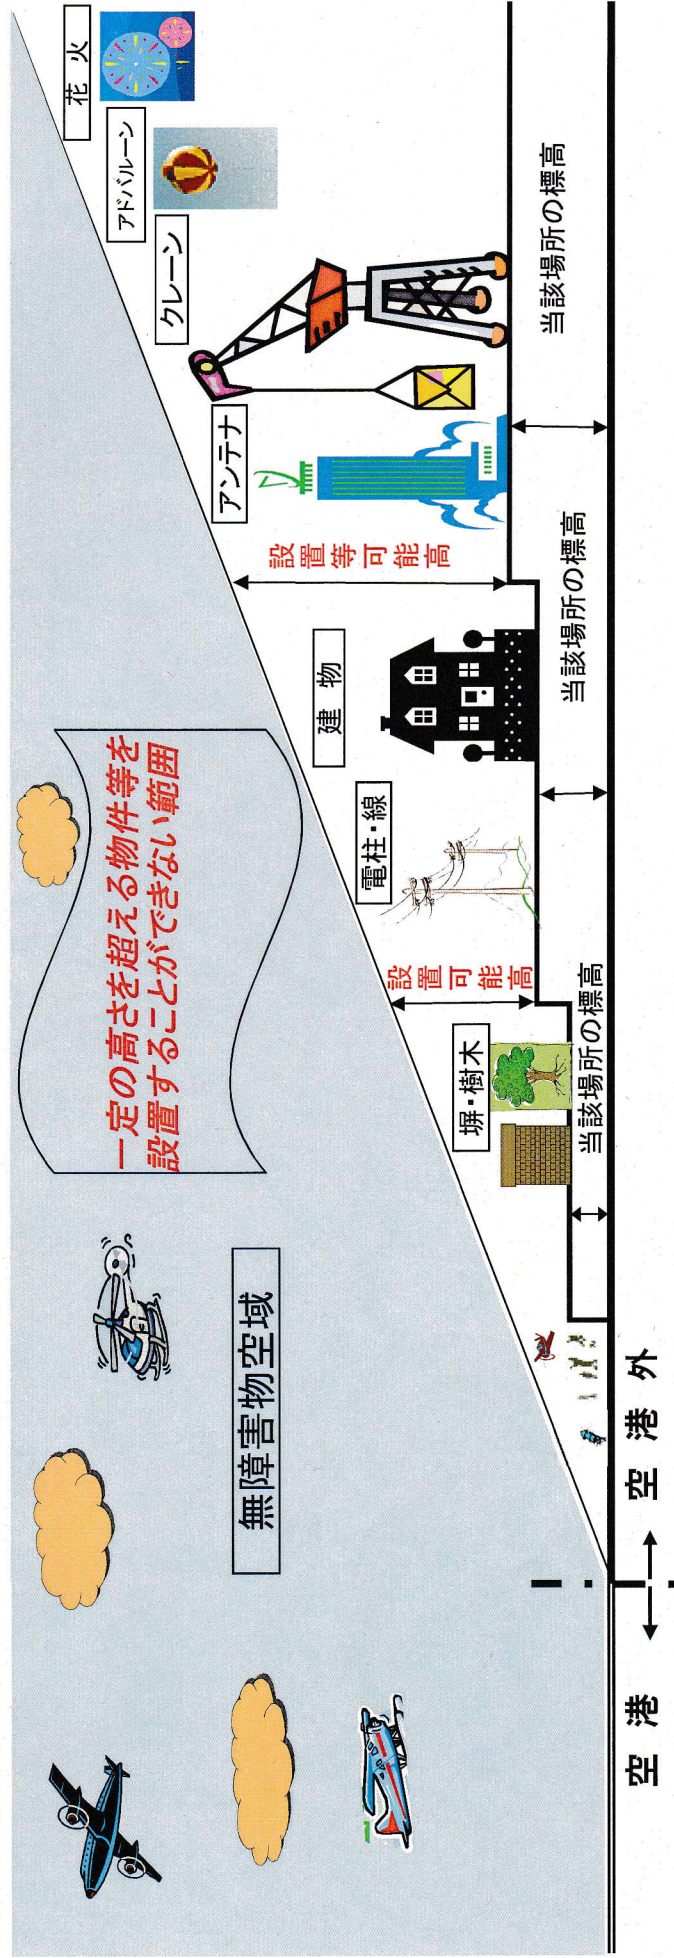 一定の高さを超える物件等を
設置することができない範囲
無障害物空域
花 火
アドバルーン
クレーン
アンテナ
設置等可能高
建 物
電柱・線
設置可能高
塀・樹木
当該場所の標高
当該場所の標高
当該場所の標高
空 港
空 港 外